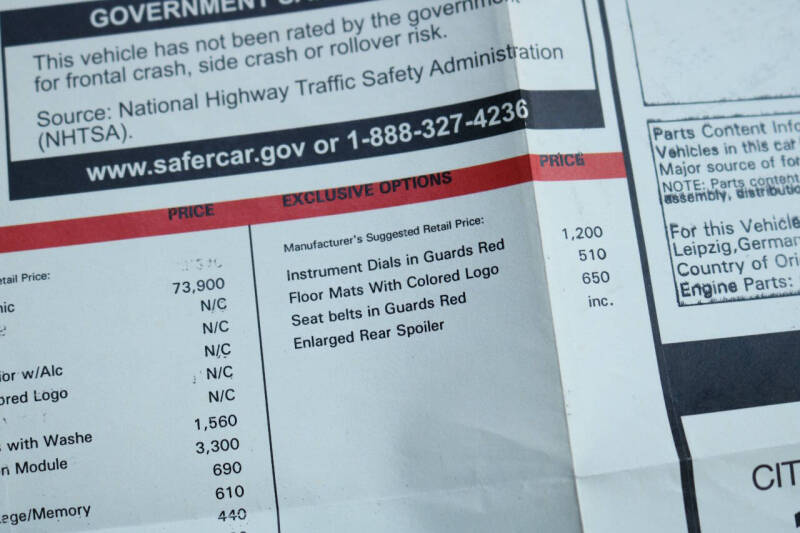 GOVERNMENT
This vehicle has not been rated by the government
for frontal crash, side crash or rollover risk.
Source: National Highway Traffic Safety Administration
(NHTSA).
www.safercar.gov or 1-888-327-4236
PRICE
etail Price:
73,900
nic
N/C
N/C
N/C
ior w/Alc
N/C
ored Logo
N/C
1,560
s with Washe
3,300
on Module
690
610
age/Memory
440
EXCLUSIVE OPTIONS PRICE
Manufacturer's Suggested Retail Price:
Instrument Dials in Guards Red 1,200
Floor Mats With Colored Logo 510
Seat belts in Guards Red 650
Enlarged Rear Spoiler inc.
Parts Content Info
Vehicles in this car
Major source of for
NOTE: Parts content
assembly, distributio
For this Vehicle
Leipzig,German
Country of Ori
Engine Parts:
CIT